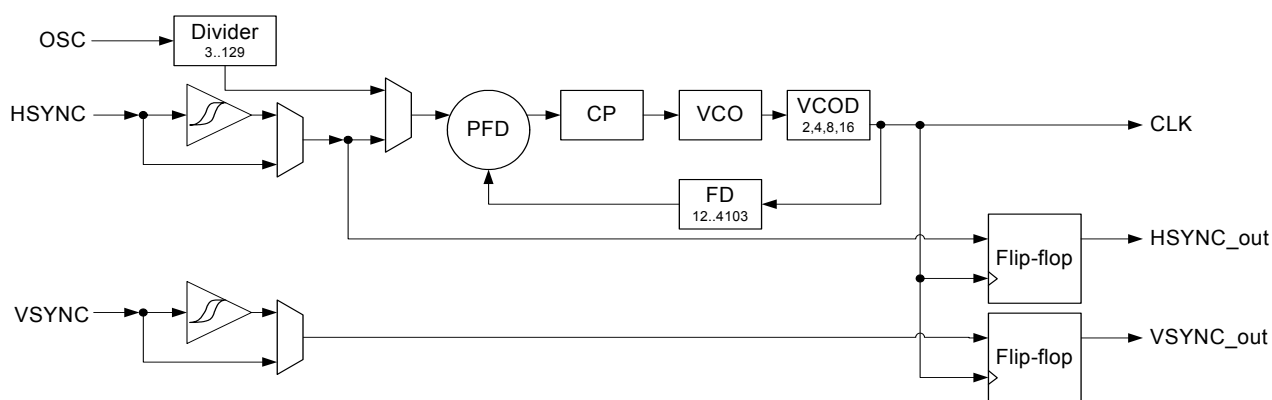 OSC
Divider
3..129
HSYNC
PFD
CP
VCO
VCOD
2,4,8,16
CLK
FD
12..4103
Flip-flop
HSYNC_out
VSYNC
Flip-flop
VSYNC_out